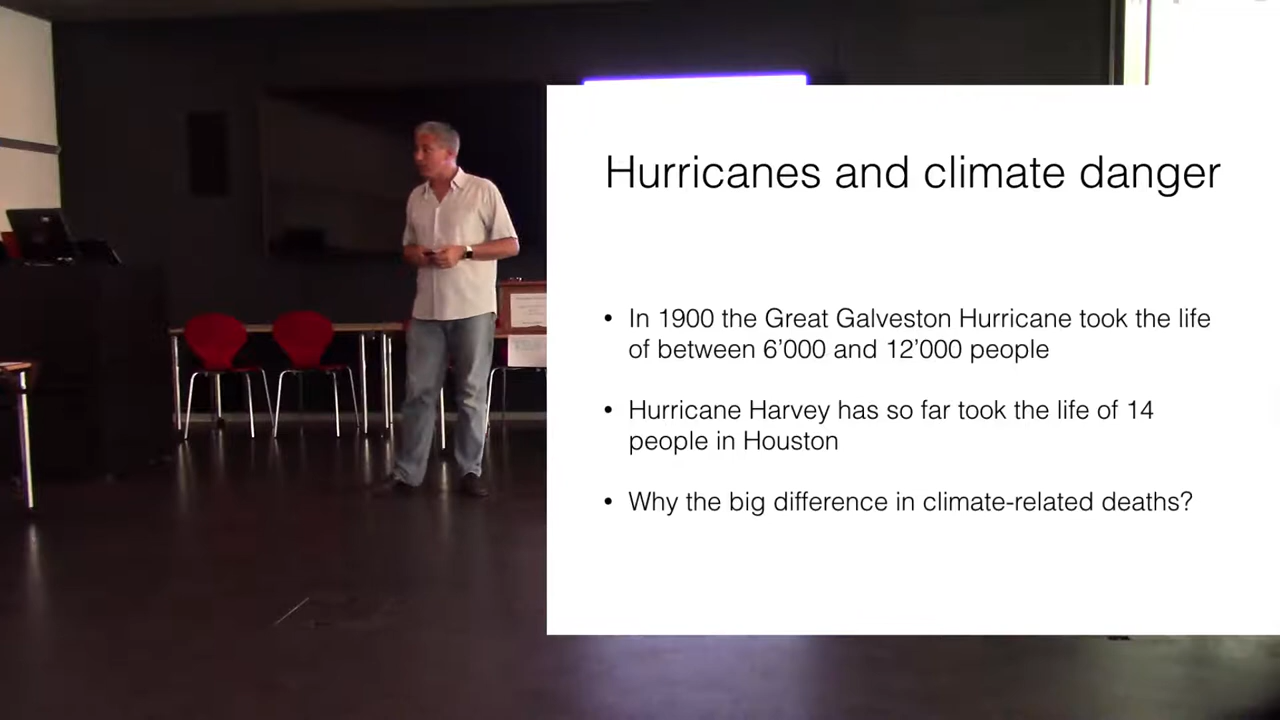 Hurricanes and climate danger
• In 1900 the Great Galveston Hurricane took the life
of between 6’000 and 12’000 people
• Hurricane Harvey has so far took the life of 14
people in Houston
• Why the big difference in climate-related deaths?